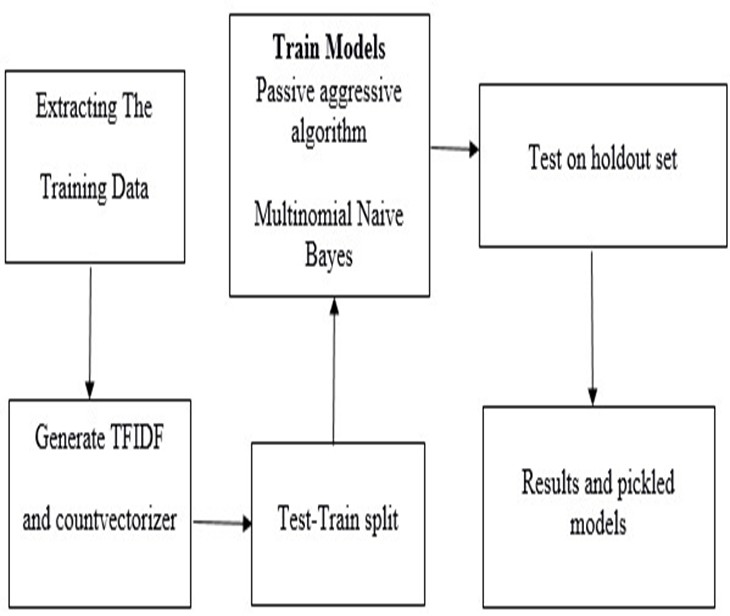 Extracting The
Training Data
Generate TFIDF
and countvectorizer
Test-Train split
Train Models
Passive aggressive
algorithm
Multinomial Naive
Bayes
Test on holdout set
Results and pickled
models